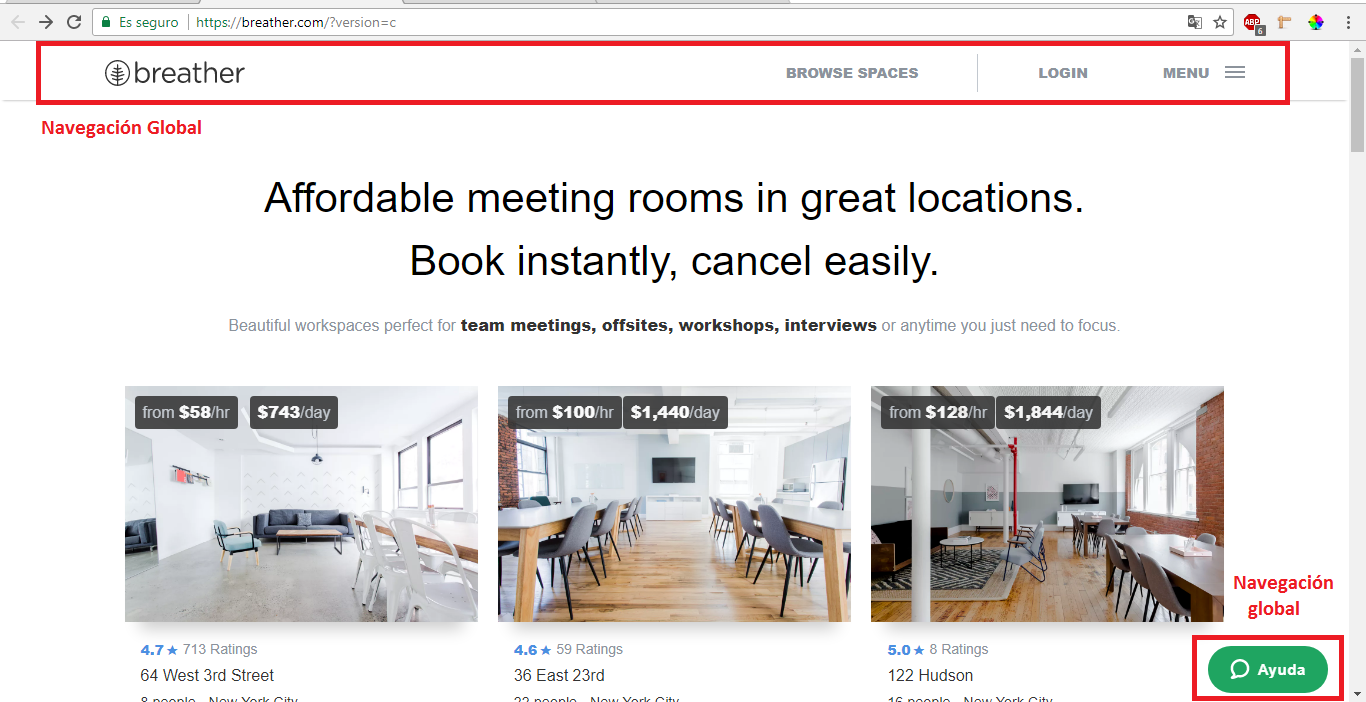 Es seguro https://breather.com/?version=c
ABP
6
breather BROWSE SPACES LOGIN MENU
Navegación Global
Affordable meeting rooms in great locations.
Book instantly, cancel easily.
Beautiful workspaces perfect for team meetings, offsites, workshops, interviews or anytime you just need to focus.
from $58/hr $743/day
from $100/hr $1,440/day
from $128/hr $1,844/day
Navegación
global
4.7 ★ 713 Ratings
64 West 3rd Street
8 people New York City
4.6 ★ 59 Ratings
36 East 23rd
22 people New York City
5.0 ★ 8 Ratings
122 Hudson
16 people New York City
Ayuda